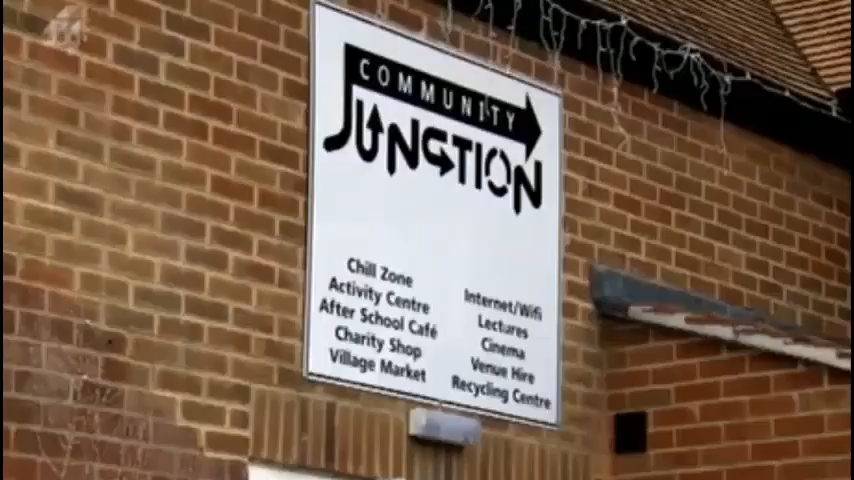 COMMUNITY
JUNCTION
Chill Zone
Activity Centre
After School Café
Charity Shop
Village Market
Internet/Wifi
Lectures
Cinema
Venue Hire
Recycling Centre